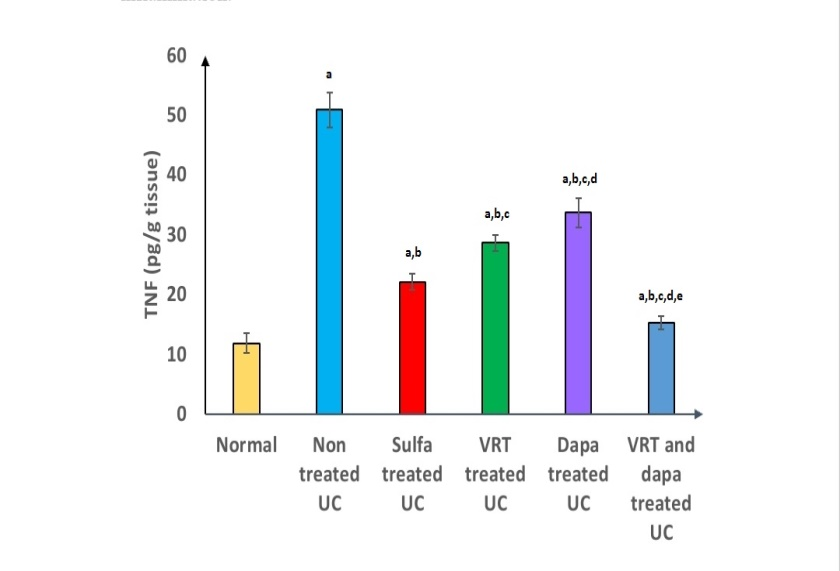 60
50
40
30
20
10
0
TNF (pg/g tissue)
a
a,b
a,b,c
a,b,c,d
a,b,c,d,e
Normal
Non
treated
UC
Sulfa
treated
UC
VRT
treated
UC
Dapa
treated
UC
VRT and
dapa
treated
UC